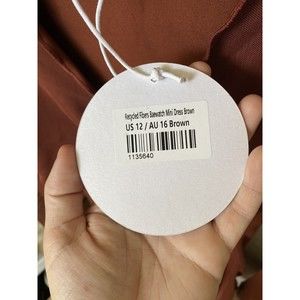 Recycled Fibers Baewatch Mini Dress Brown
US 12 / AU 16 Brown
1135640